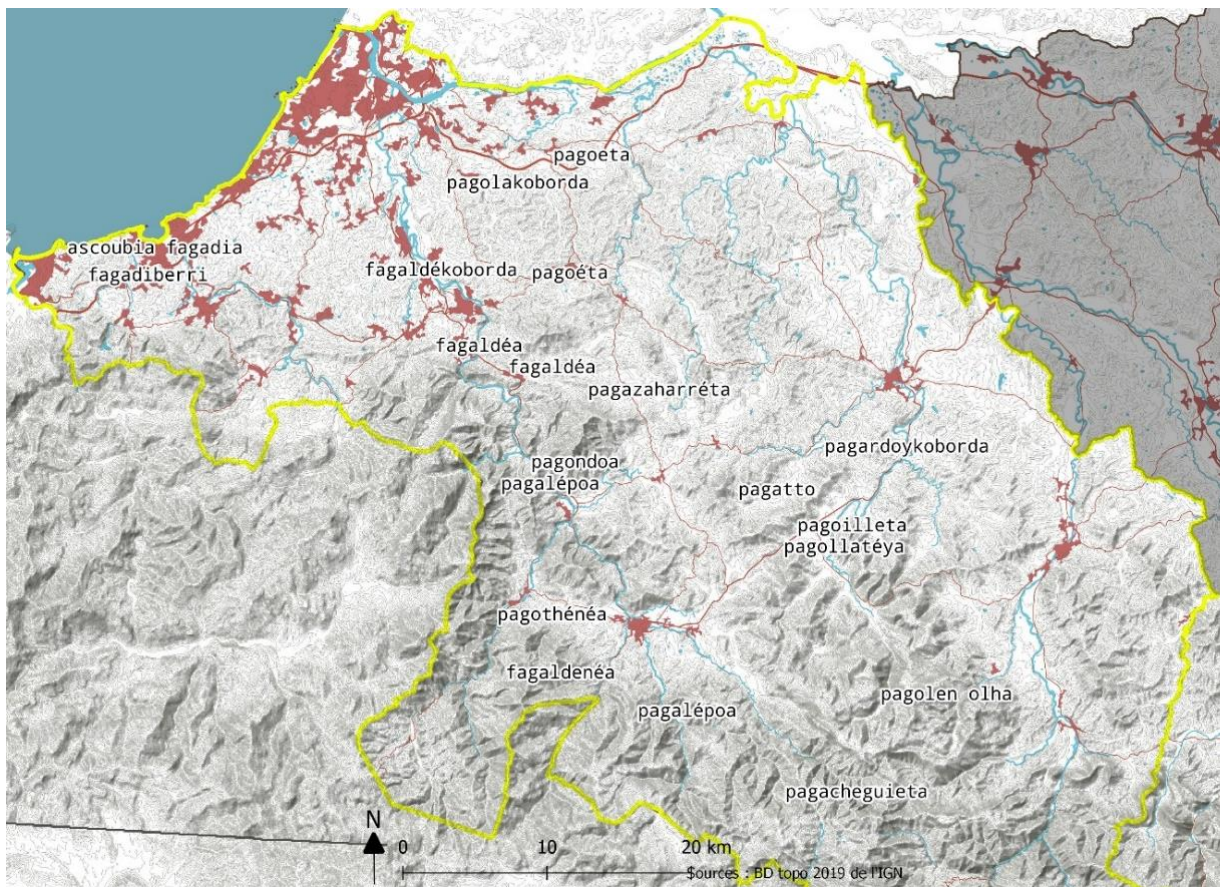 pagoeta
pagolakoborda
ascoubia fagadia
fagadiberri
fagaldékoborda
pagoéta
fagaldéa
fagaldéa
pagazaharréta
pagardoykoborda
pagondoa
pagalépoa
pagatto
pagoilleta
pagollatéya
pagothénéa
fagaldenéa
pagolen olha
pagalépoa
pagacheguieta
N
0 10 20 km
Sources : BD topo 2019 de l'IGN